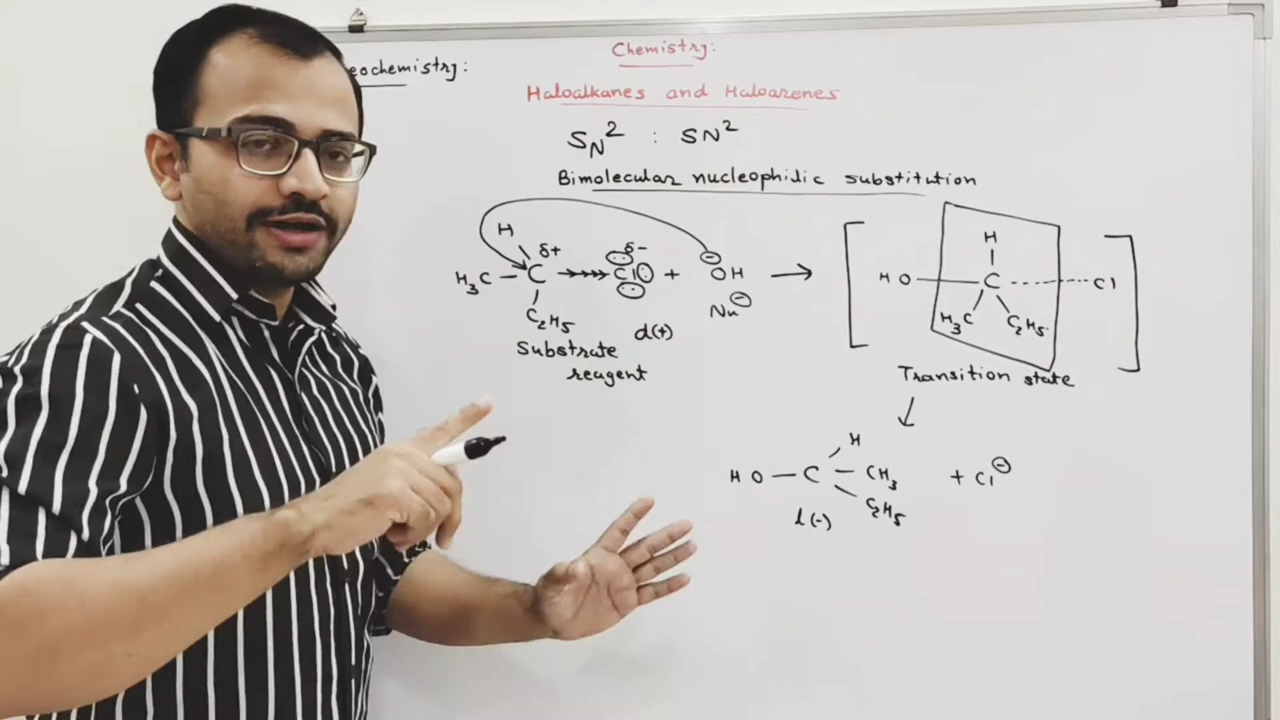 Chemistry:
eochemistry:
Haloalkanes and Haloarenes
SN2 : SN2
Bimolecular nucleophilic substitution
H
δ+ δ-
H3C - C Cl + ⊖OH →
C2H5 d(+) Nu⊖
Substrate
reagent
H
HO C Cl
H3C C2H5
Transition state
↓
H
HO - C - CH3 + Cl⊖
C2H5
l(-)